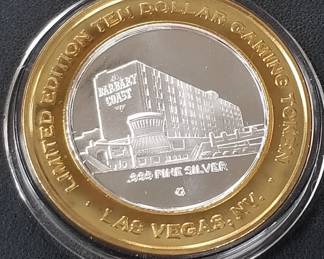 LIMITED EDITION TEN DOLLAR GAMING TOKEN
BARBARY
COAST
.999 FINE SILVER
G
· LAS VEGAS, NV. ·